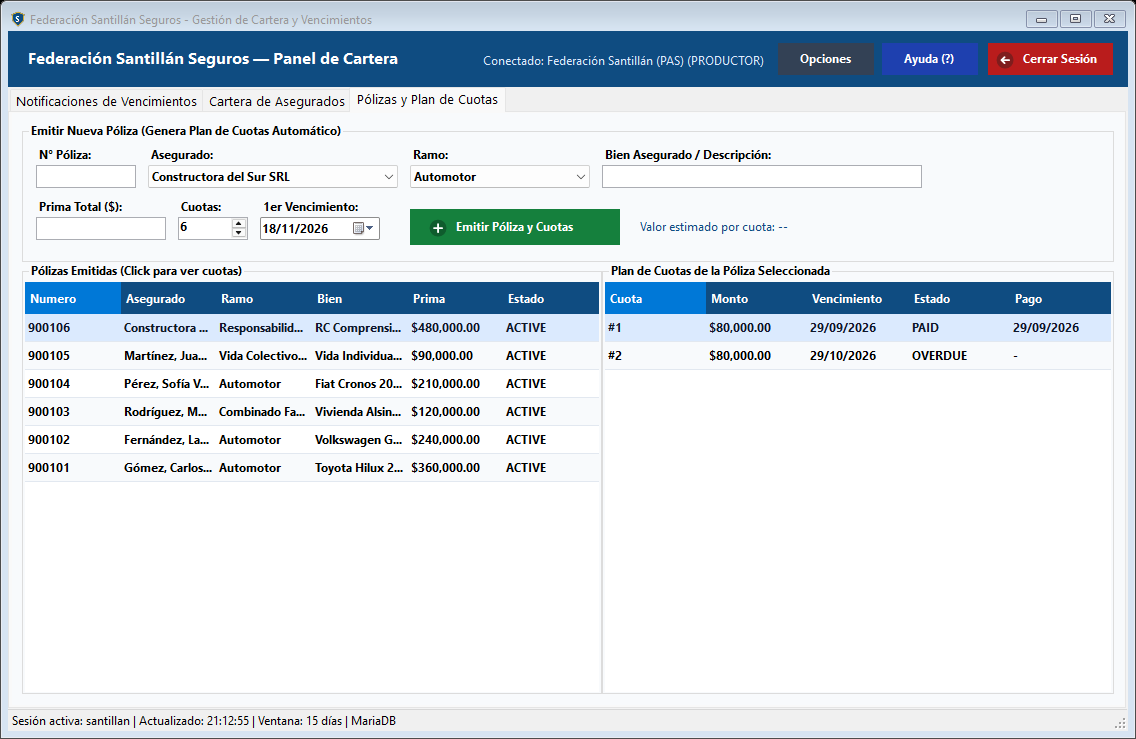 Federación Santillán Seguros - Gestión de Cartera y Vencimientos
Federación Santillán Seguros — Panel de Cartera
Conectado: Federación Santillán (PAS) (PRODUCTOR)
Opciones
Ayuda (?)
Cerrar Sesión
Notificaciones de Vencimientos
Cartera de Asegurados
Pólizas y Plan de Cuotas
Emitir Nueva Póliza (Genera Plan de Cuotas Automático)
N° Póliza:
Asegurado:
Ramo:
Bien Asegurado / Descripción:
Constructora del Sur SRL
Automotor
Prima Total ($):
Cuotas:
1er Vencimiento:
6
18/11/2026
Emitir Póliza y Cuotas
Valor estimado por cuota: --
Pólizas Emitidas (Click para ver cuotas)
Numero Asegurado Ramo Bien Prima Estado
900106 Constructora ... Responsabilid... RC Comprensi... $480,000.00 ACTIVE
900105 Martínez, Jua... Vida Colectivo... Vida Individua... $90,000.00 ACTIVE
900104 Pérez, Sofía V... Automotor Fiat Cronos 20... $210,000.00 ACTIVE
900103 Rodríguez, M... Combinado Fa... Vivienda Alsin... $120,000.00 ACTIVE
900102 Fernández, La... Automotor Volkswagen G... $240,000.00 ACTIVE
900101 Gómez, Carlos... Automotor Toyota Hilux 2... $360,000.00 ACTIVE
Plan de Cuotas de la Póliza Seleccionada
Cuota Monto Vencimiento Estado Pago
#1 $80,000.00 29/09/2026 PAID 29/09/2026
#2 $80,000.00 29/10/2026 OVERDUE -
Sesión activa: santillan | Actualizado: 21:12:55 | Ventana: 15 días | MariaDB